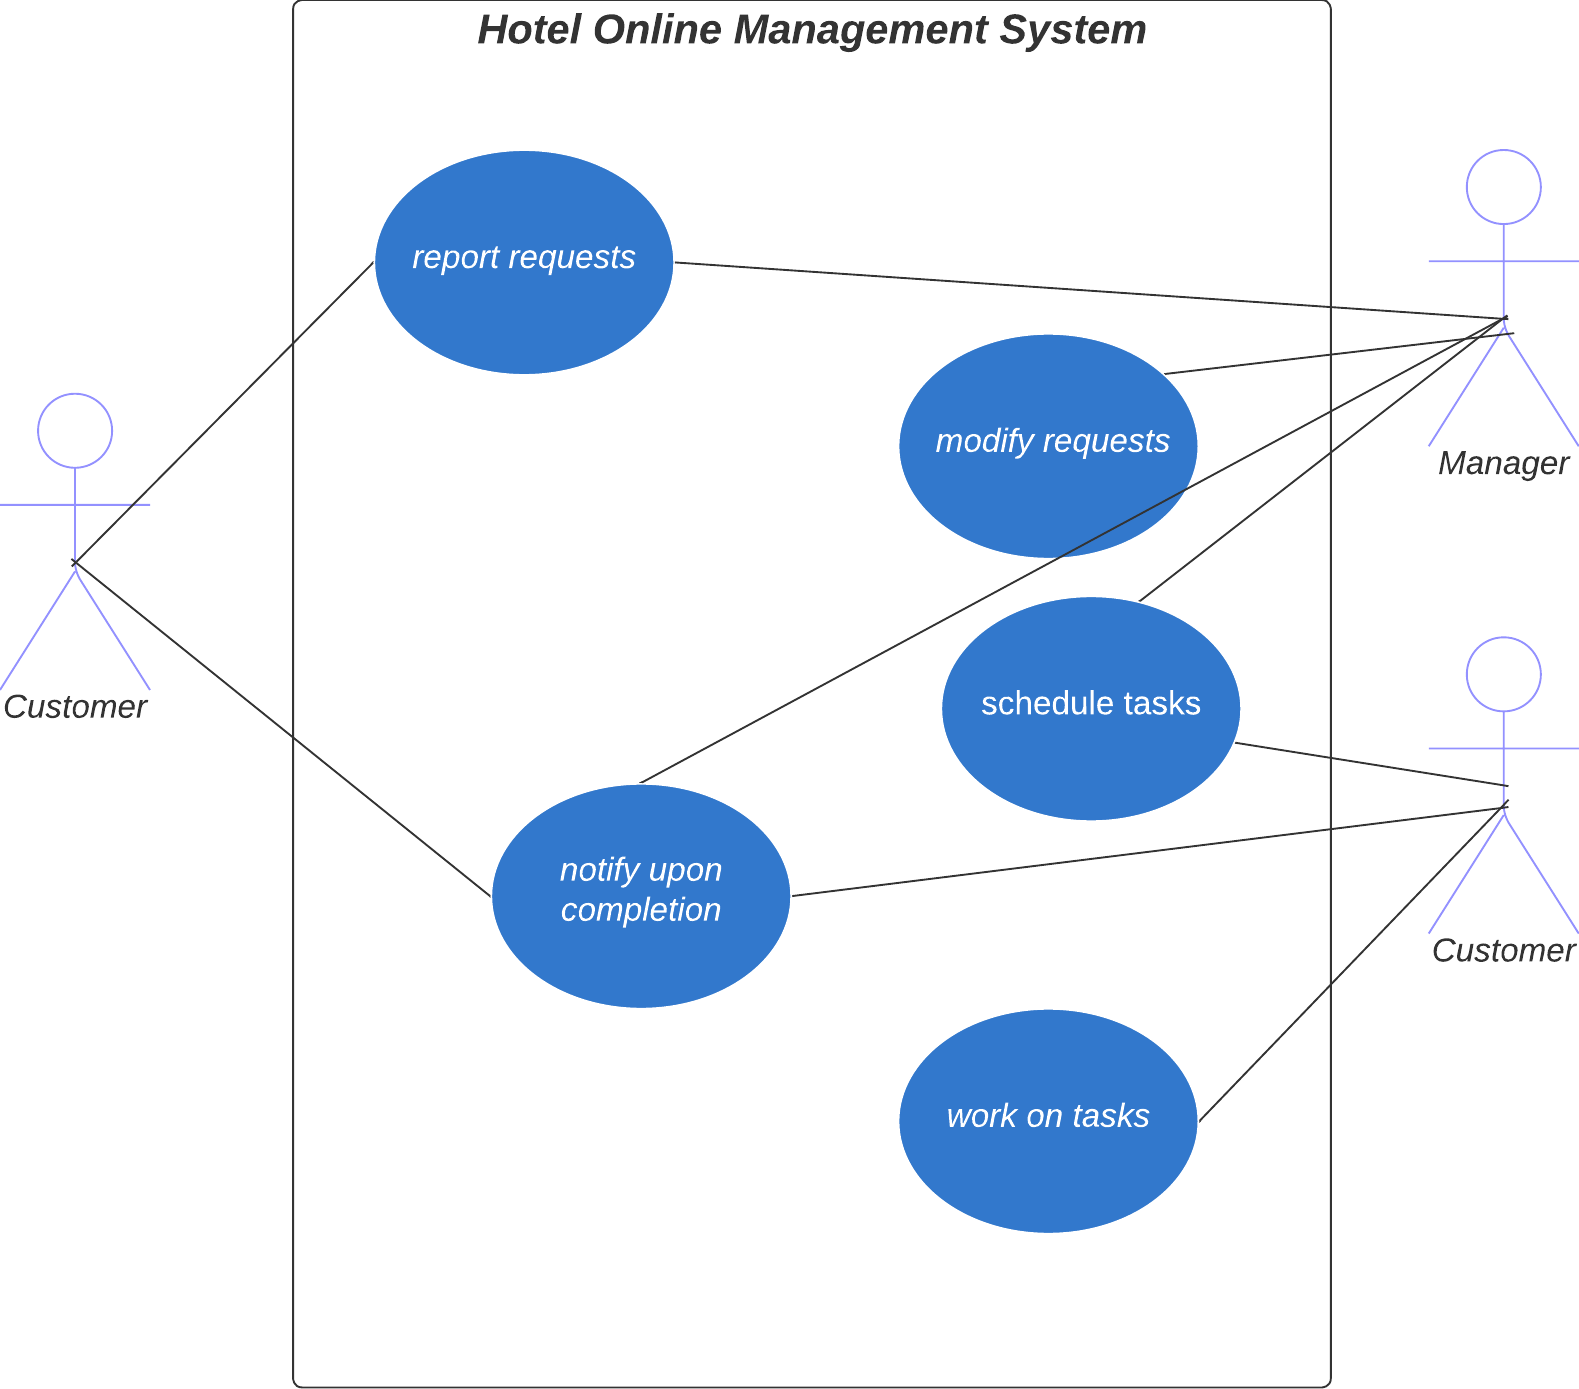 Hotel Online Management System
report requests
modify requests
Manager
Customer
schedule tasks
notify upon
completion
Customer
work on tasks